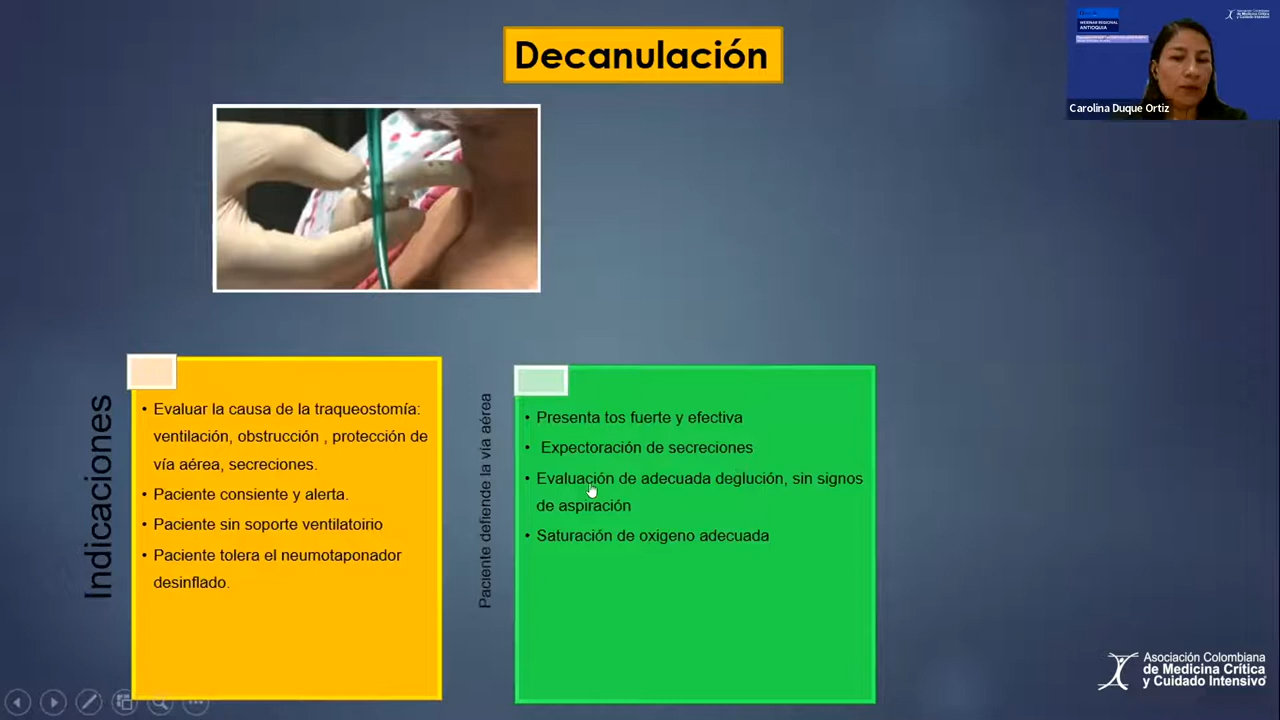 Decanulación
WEBINAR REGIONAL
ANTIOQUIA
Carolina Duque Ortiz
Indicaciones
• Evaluar la causa de la traqueostomía:
ventilación, obstrucción , protección de
vía aérea, secreciones.
• Paciente consiente y alerta.
• Paciente sin soporte ventilatoirio
• Paciente tolera el neumotaponador
desinflado.
Paciente defiende la vía aérea
• Presenta tos fuerte y efectiva
• Expectoración de secreciones
• Evaluación de adecuada deglución, sin signos
de aspiración
• Saturación de oxigeno adecuada
Asociación Colombiana
de Medicina Crítica
y Cuidado Intensivo